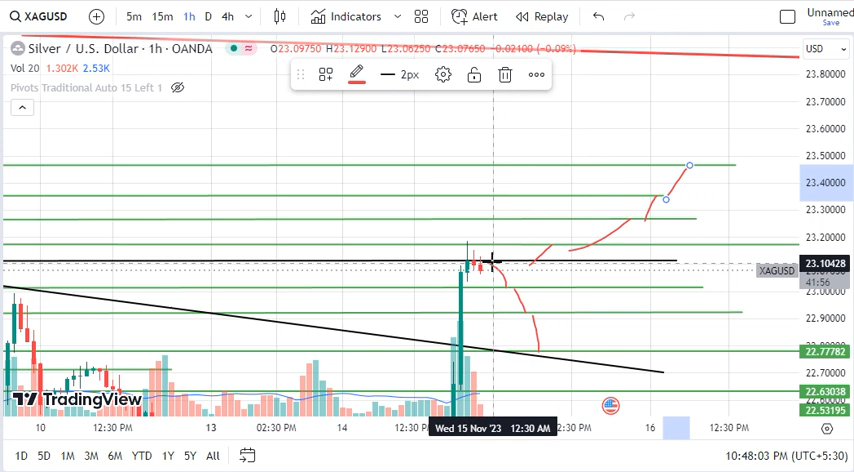 XAGUSD 5m 15m 1h D 4h Indicators Alert Replay Unnamed
Save
Silver / U.S. Dollar · 1h · OANDA O23.09750 H23.12900 L23.06250 C23.07650 −0.02100 (−0.09%) USD
Vol 20 1.302K 2.53K
2px
Pivots Traditional Auto 15 Left 1
23.80000
23.70000
23.60000
23.50000
23.40000
23.30000
23.20000
23.10428
XAGUSD
41:56
23.00000
22.90000
22.77782
22.70000
22.63038
22.53195
TradingView
10 12:30 PM 13 02:30 PM 14 12:30 Wed 15 Nov '23 12:30 AM 2:30 PM 16 12:30 PM
1D 5D 1M 3M 6M YTD 1Y 5Y All 10:48:03 PM (UTC+5:30)